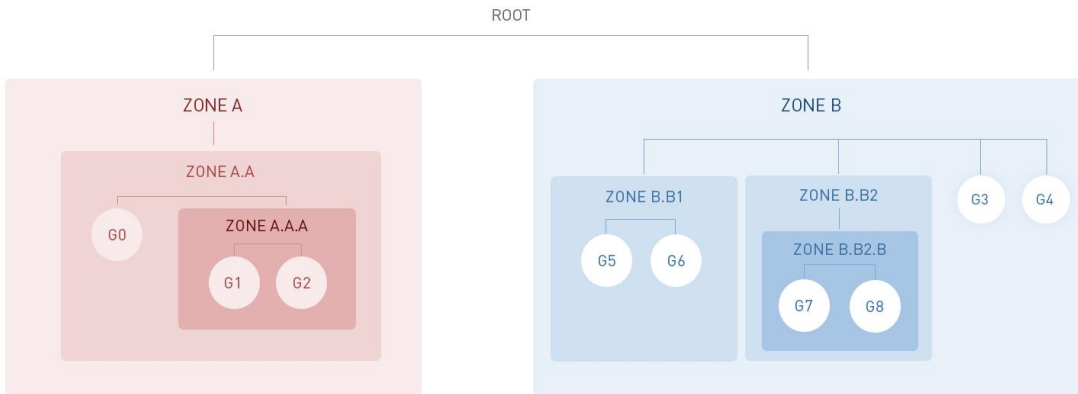 ROOT
ZONE A
ZONE A.A
G0
ZONE A.A.A
G1
G2
ZONE B
ZONE B.B1
G5
G6
ZONE B.B2
ZONE B.B2.B
G7
G8
G3
G4